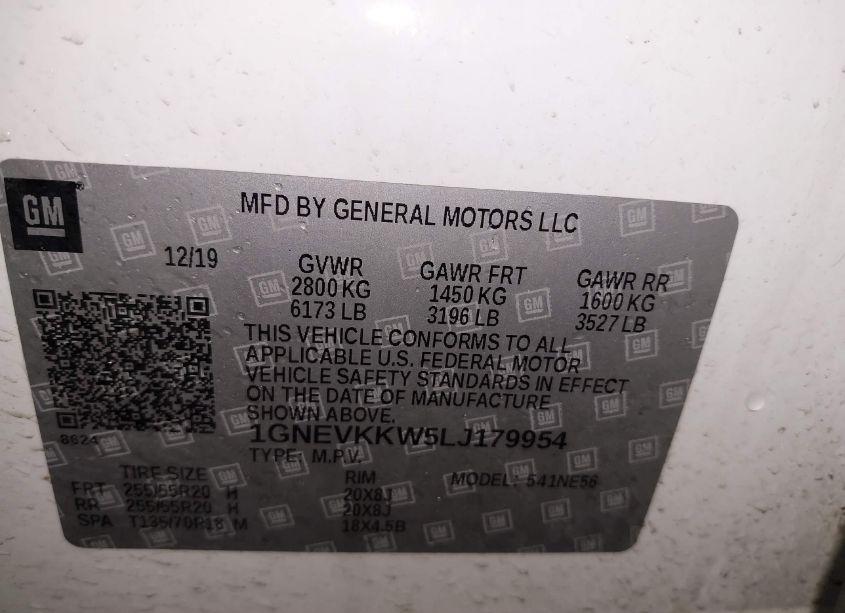 GM
MFD BY GENERAL MOTORS LLC
12/19
GVWR
2800 KG
6173 LB
GAWR FRT
1450 KG
3196 LB
GAWR RR
1600 KG
3527 LB
THIS VEHICLE CONFORMS TO ALL
APPLICABLE U.S. FEDERAL MOTOR
VEHICLE SAFETY STANDARDS IN EFFECT
ON THE DATE OF MANUFACTURE
SHOWN ABOVE.
8624
1GNEVKKW5LJ179954
TYPE: M.P.V.
TIRE SIZE RIM MODEL: 541NE56
FRT 255/55R20 H 20X8J
RR 255/55R20 H 20X8J
SPA T135/70R18 M 18X4.5B